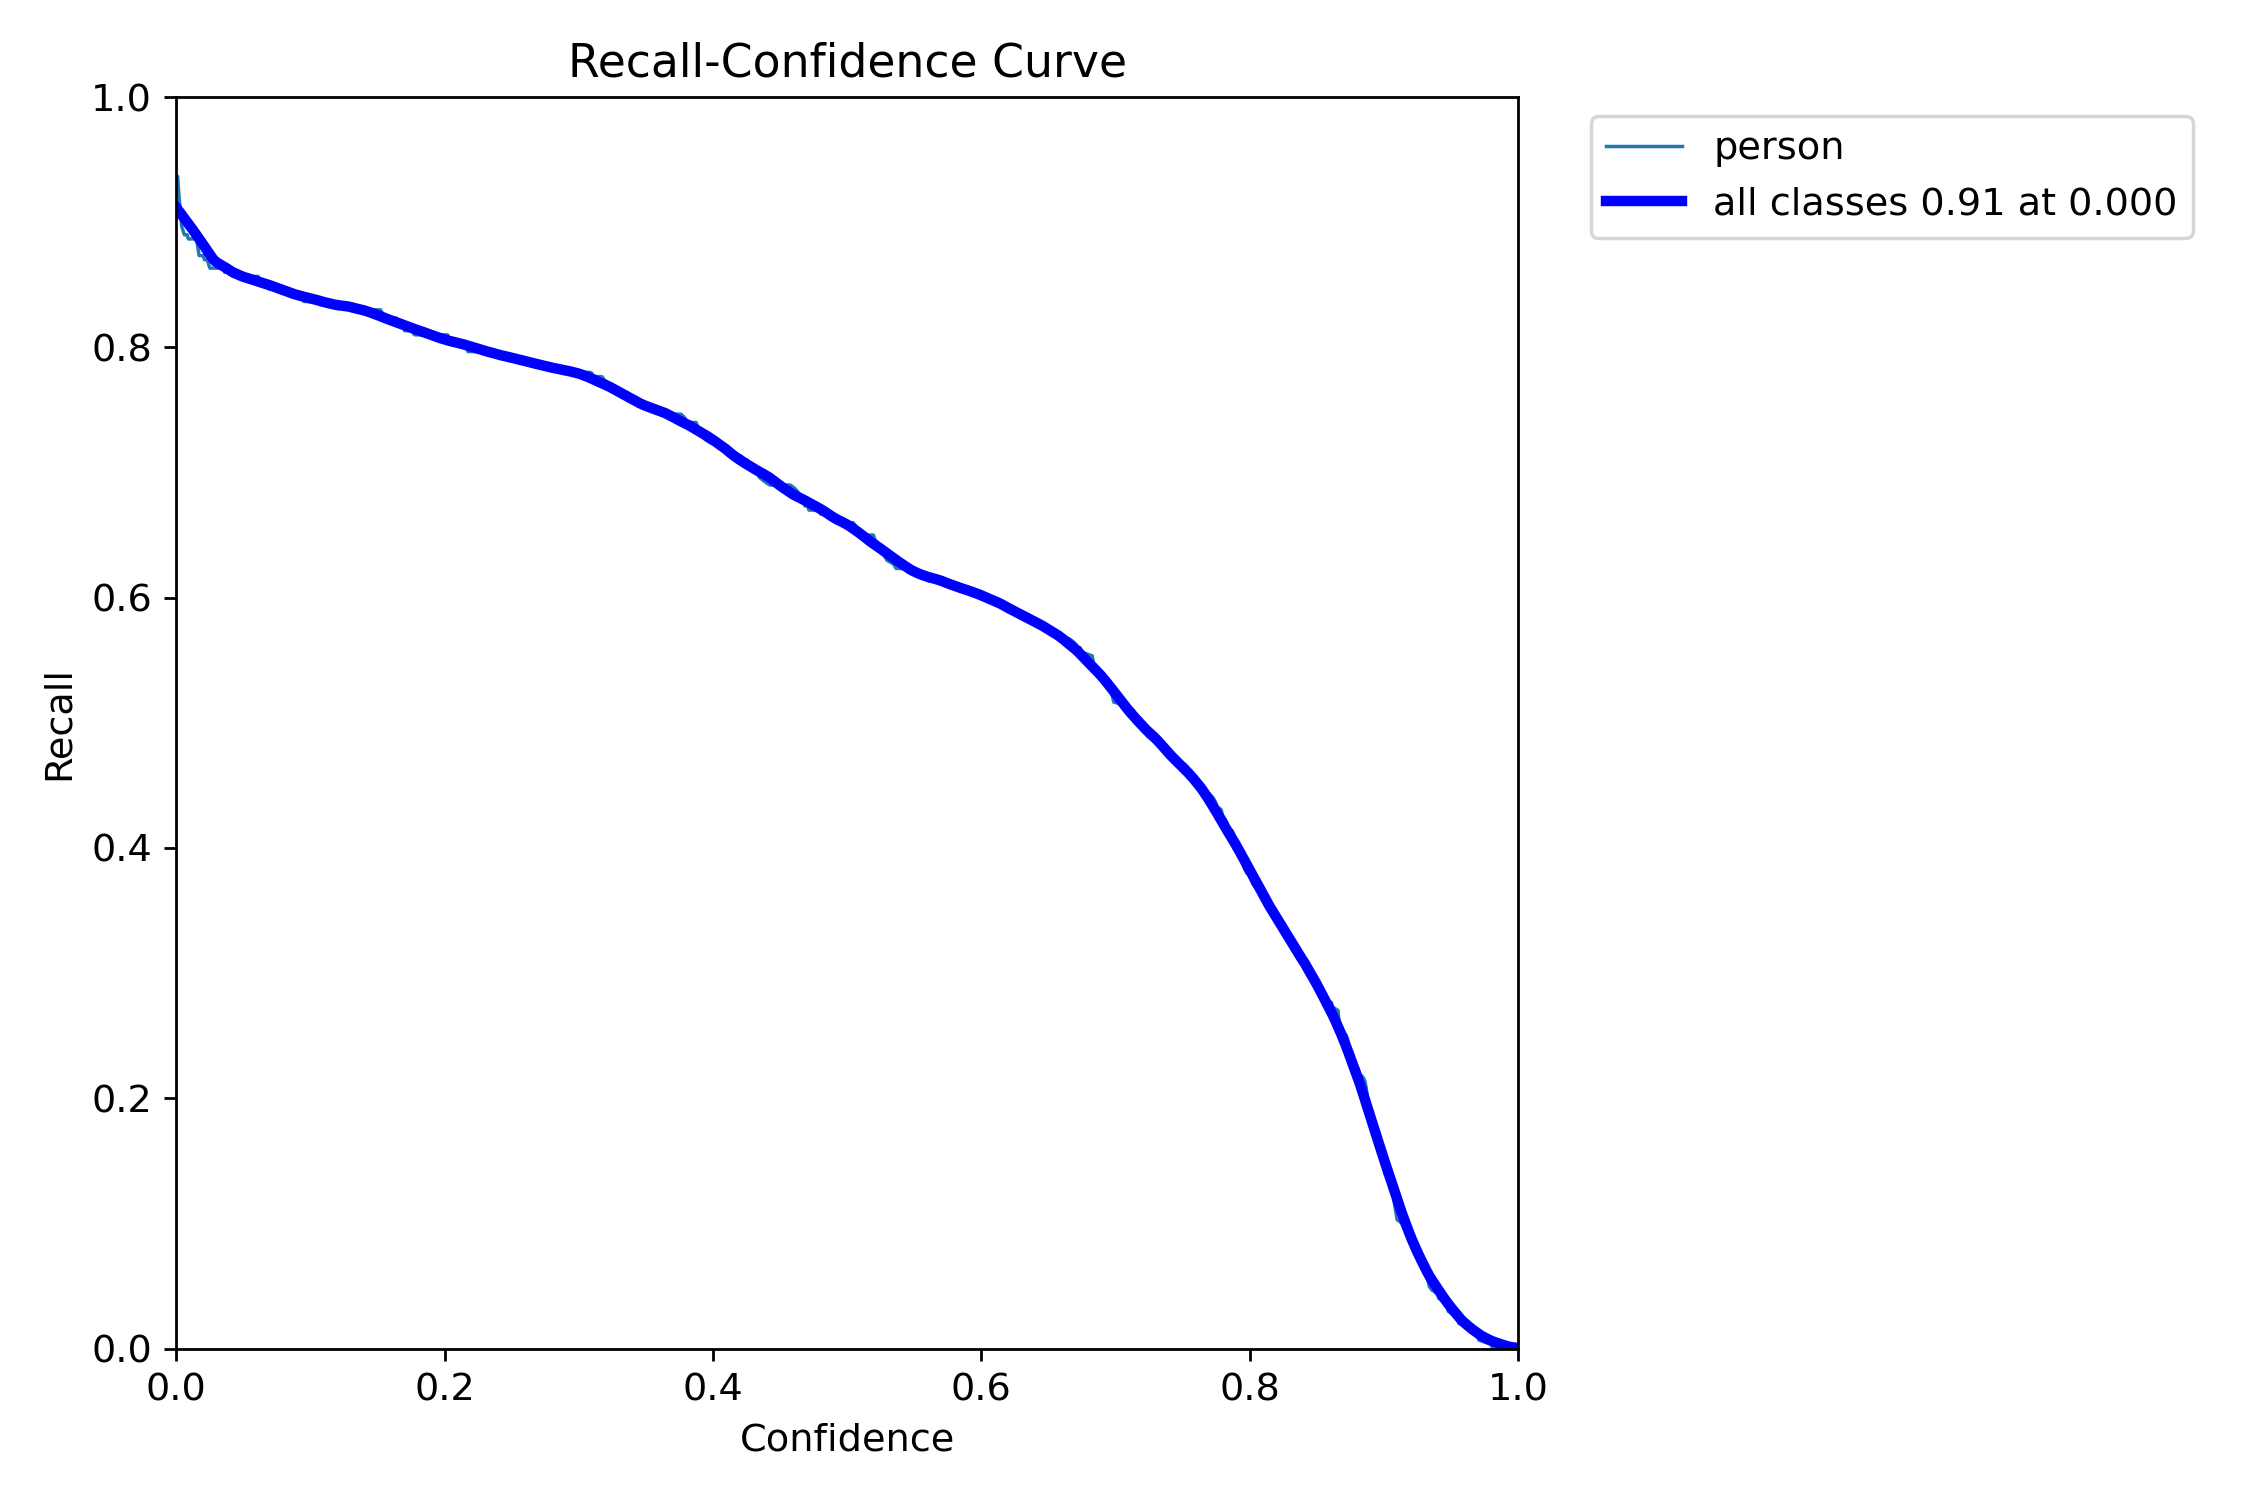 Recall-Confidence Curve
1.0
0.8
0.6
0.4
0.2
0.0
Recall
0.0 0.2 0.4 0.6 0.8 1.0
Confidence
person
all classes 0.91 at 0.000